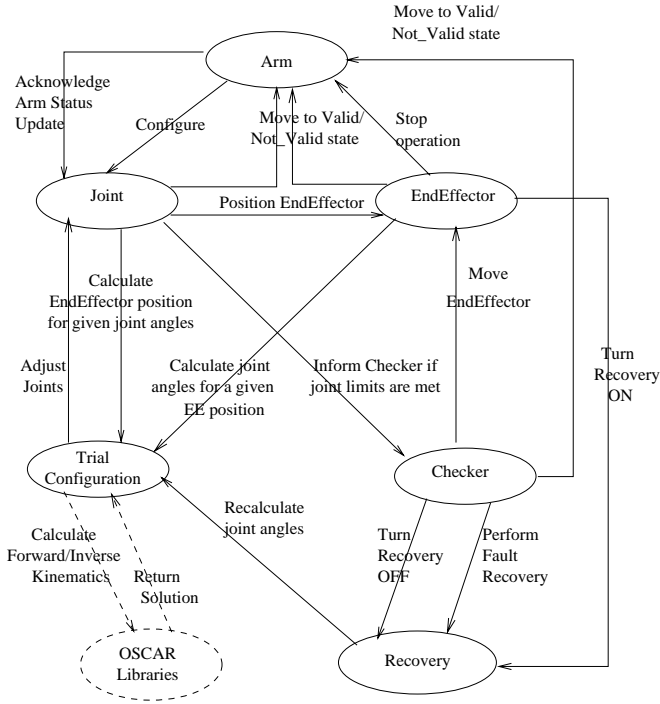 Move to Valid/
Not_Valid state
Arm
Acknowledge
Arm Status
Update
Configure
Move to Valid/
Not_Valid state
Stop
operation
Joint
EndEffector
Position EndEffector
Calculate
EndEffector position
for given joint angles
Move
EndEffector
Adjust
Joints
Calculate joint
angles for a given
EE position
Inform Checker if
joint limits are met
Turn
Recovery
ON
Trial
Configuration
Checker
Recalculate
joint angles
Calculate
Forward/Inverse
Kinematics
Return
Solution
Turn
Recovery
OFF
Perform
Fault
Recovery
OSCAR
Libraries
Recovery